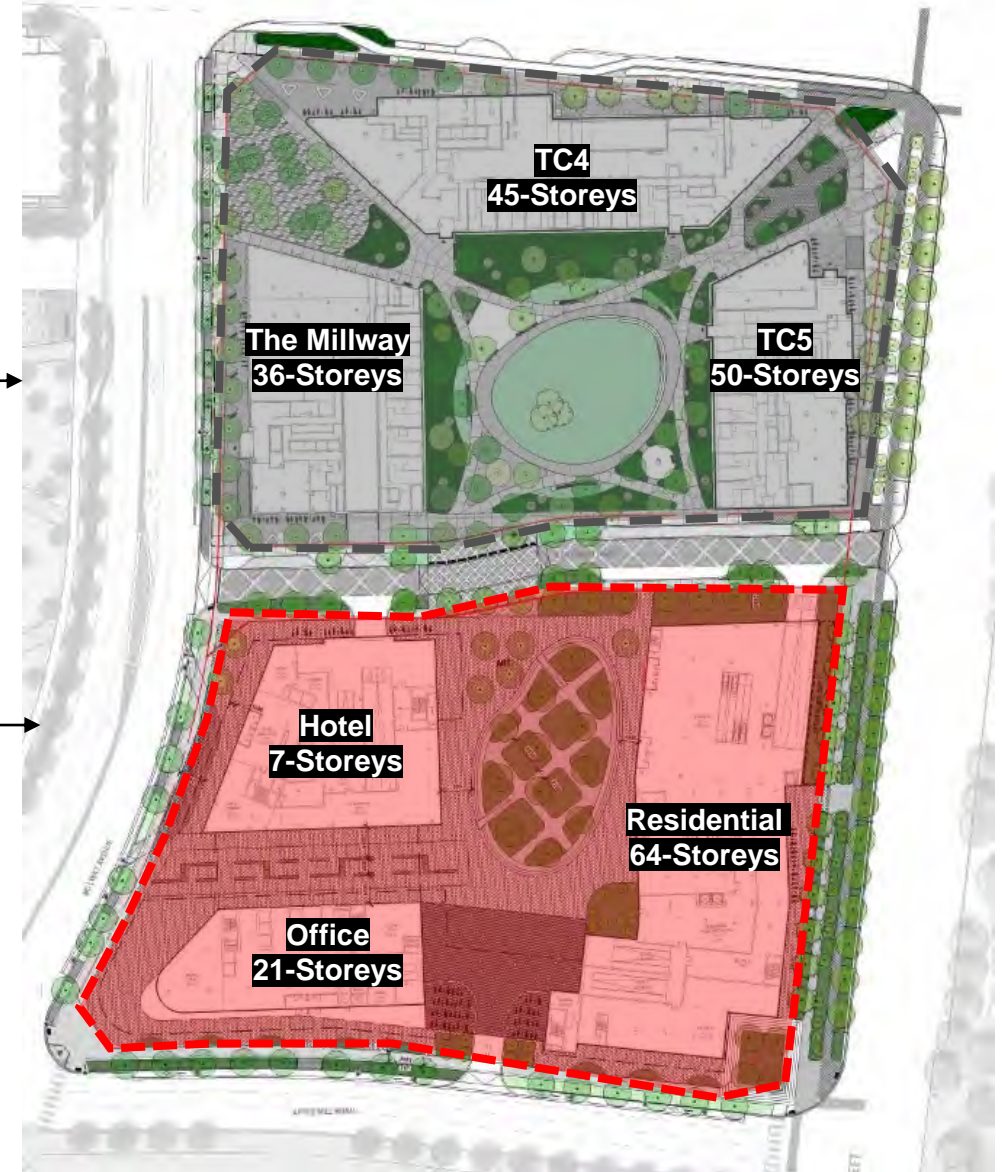 TC4
45-Storeys
The Millway
36-Storeys
TC5
50-Storeys
Hotel
7-Storeys
Residential
64-Storeys
Office
21-Storeys